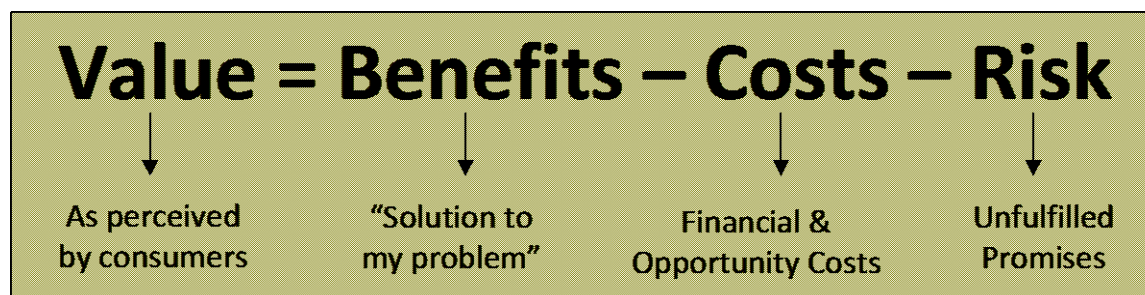 Value = Benefits – Costs – Risk
As perceived by consumers
“Solution to my problem”
Financial & Opportunity Costs
Unfulfilled Promises